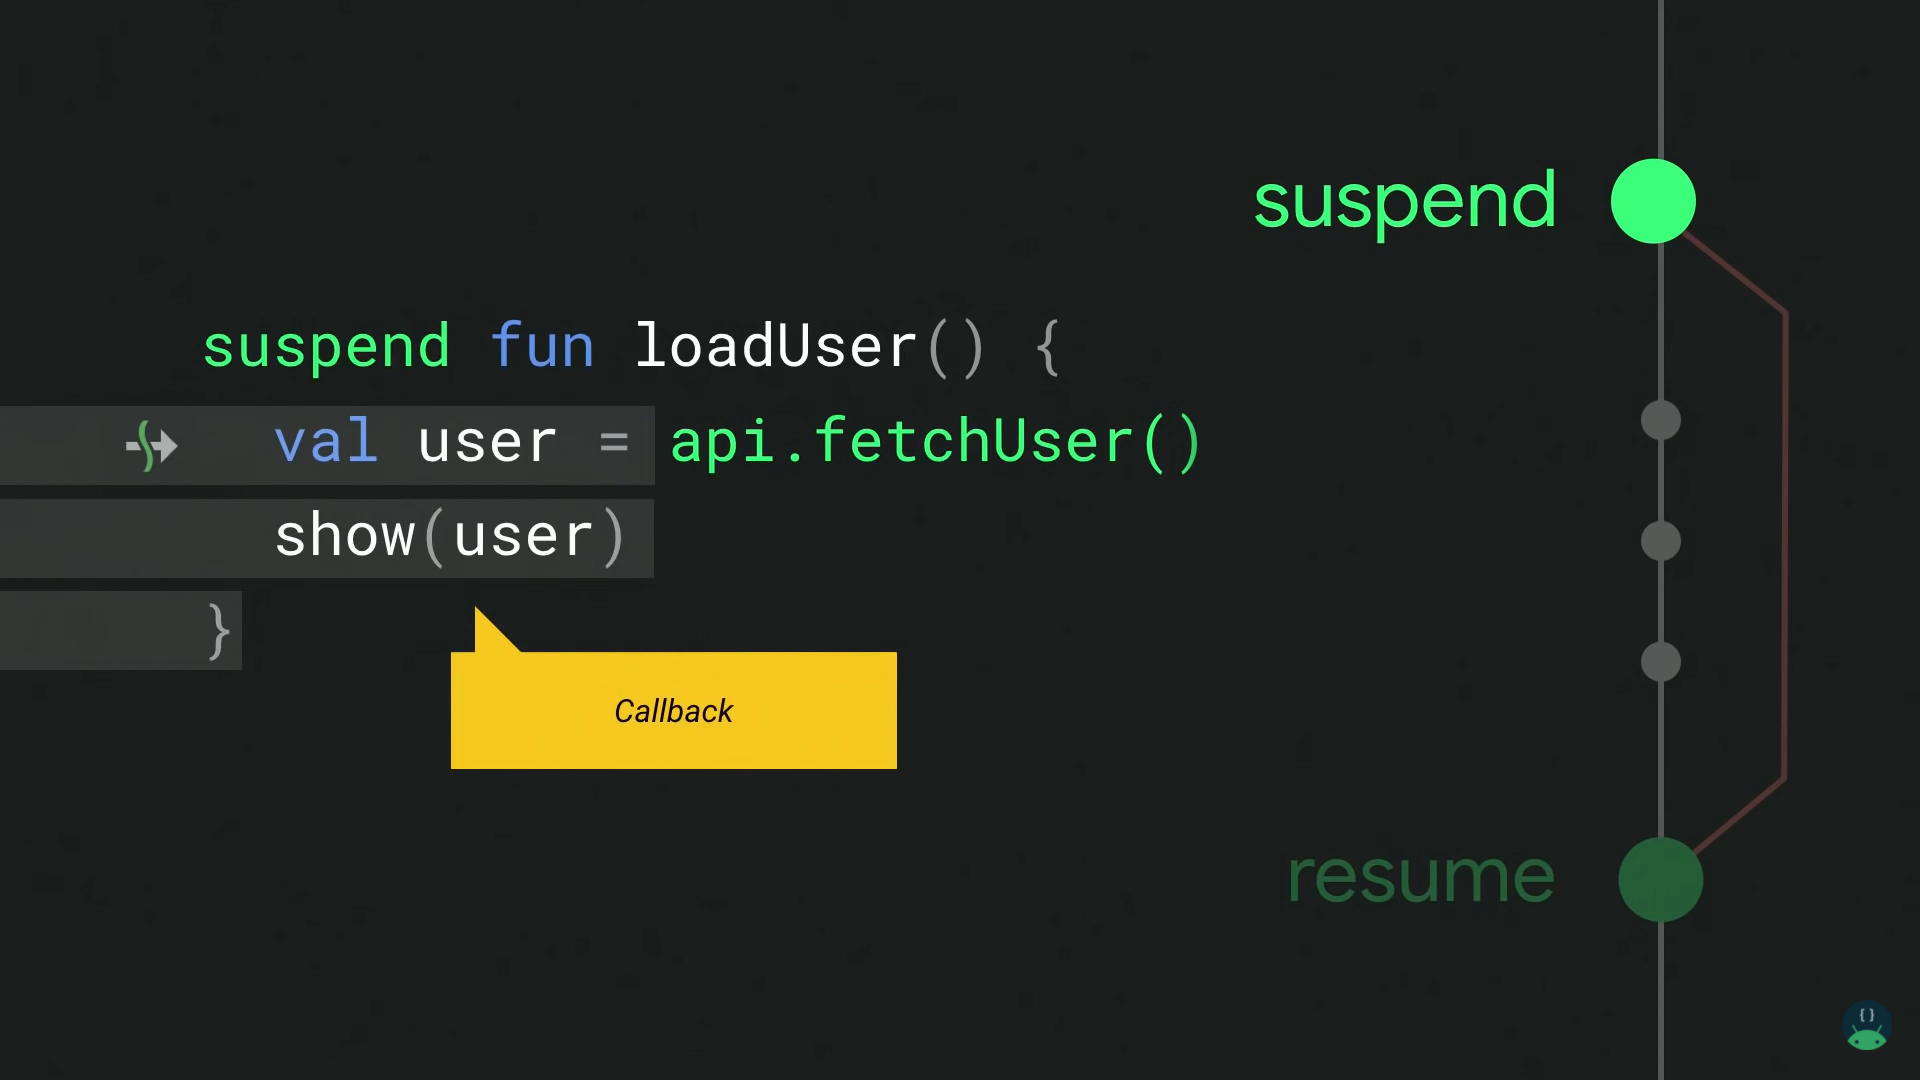 suspend
suspend fun loadUser() {
val user = api.fetchUser()
show(user)
}
Callback
resume
{}